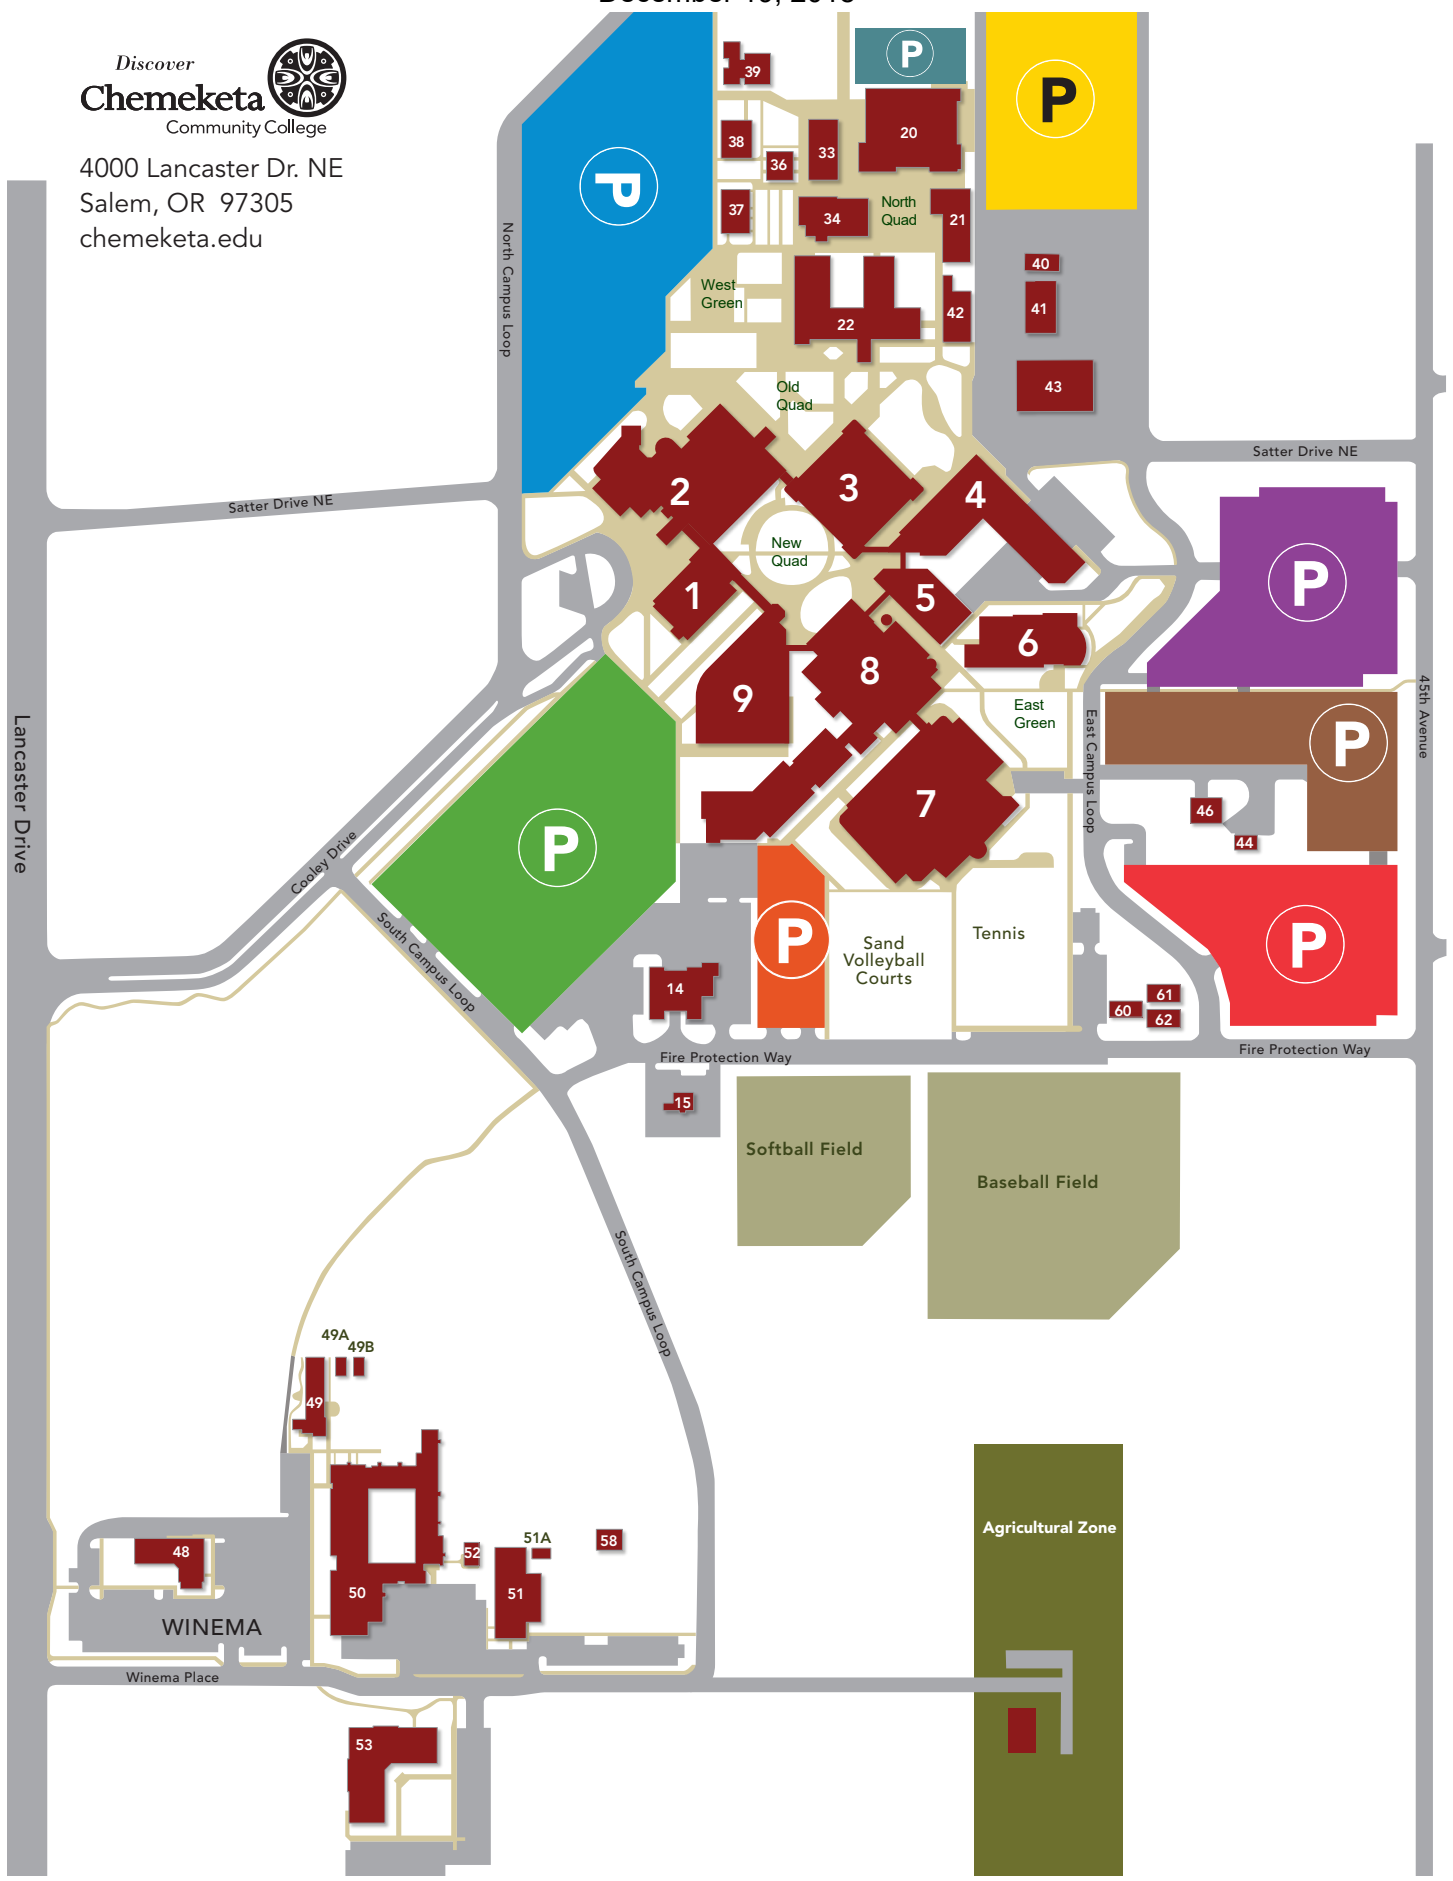 Discover
Chemeketa
Community College
4000 Lancaster Dr. NE
Salem, OR 97305
chemeketa.edu
P
P
P
39
38
36
33
20
37
34
North
Quad
21
40
41
42
43
West
Green
22
North Campus Loop
Old
Quad
Satter Drive NE
Satter Drive NE
2
3
4
New
Quad
1
5
6
P
8
9
East
Green
45th Avenue
East Campus Loop
P
Lancaster Drive
7
46
44
P
Cooley Drive
South Campus Loop
P
Sand
Volleyball
Courts
Tennis
P
14
60
61
62
Fire Protection Way
Fire Protection Way
15
Softball Field
Baseball Field
South Campus Loop
49A
49B
49
Agricultural Zone
48
52
51A
58
50
51
WINEMA
Winema Place
53